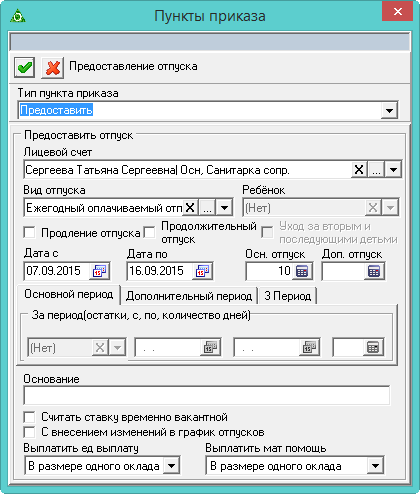 Пункты приказа
Предоставление отпуска
Тип пункта приказа
Предоставить
Предоставить отпуск
Лицевой счет
Сергеева Татьяна Сергеевна| Осн, Санитарка сопр.
Вид отпуска Ребёнок
Ежегодный оплачиваемый отп (Нет)
Продление отпуска Продолжительный отпуск Уход за вторым и последующими детьми
Дата с Дата по Осн. отпуск Доп. отпуск
07.09.2015 16.09.2015 10
Основной период Дополнительный период 3 Период
За период(остатки, с, по, количество дней)
(Нет) . . . .
Основание
Считать ставку временно вакантной
С внесением изменений в график отпусков
Выплатить ед выплату Выплатить мат помощь
В размере одного оклада В размере одного оклада